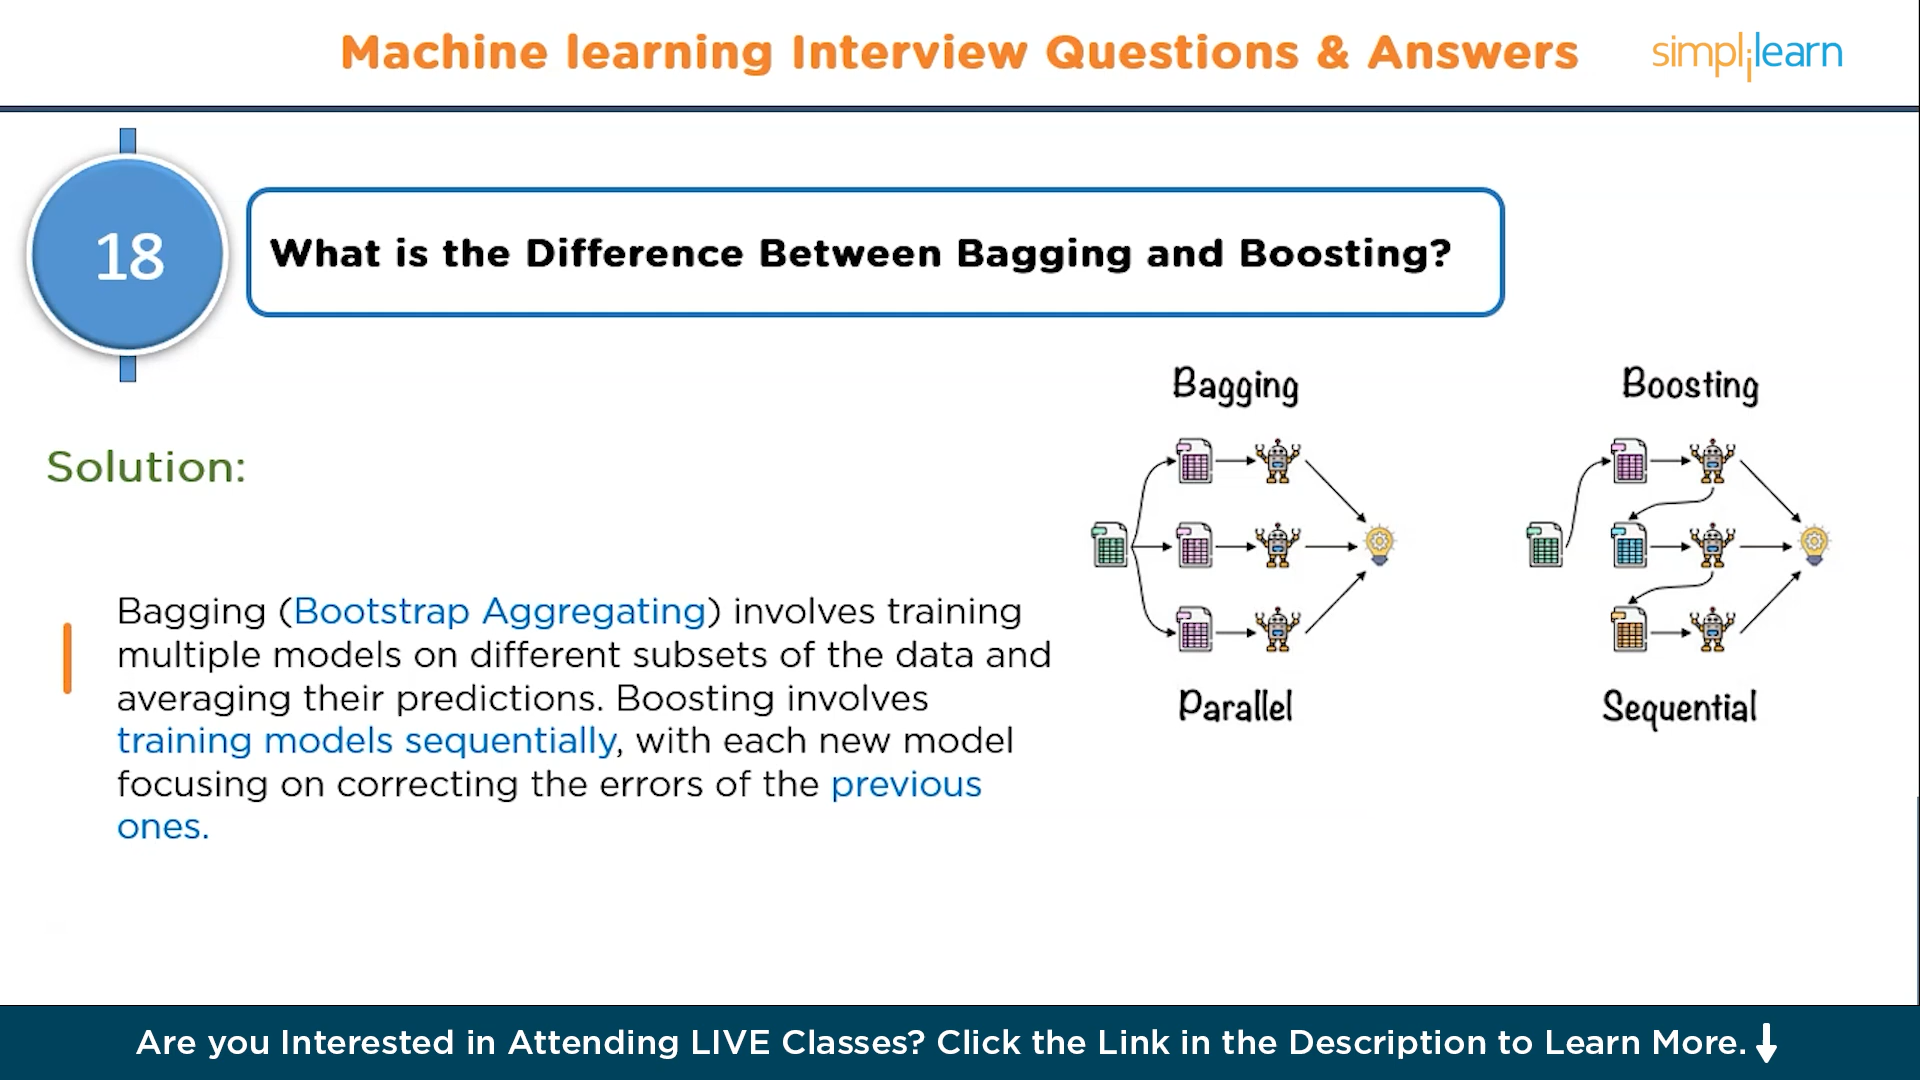 Machine learning Interview Questions & Answers
simplilearn
18
What is the Difference Between Bagging and Boosting?
Solution:
Bagging (Bootstrap Aggregating) involves training
multiple models on different subsets of the data and
averaging their predictions. Boosting involves
training models sequentially, with each new model
focusing on correcting the errors of the previous
ones.
Bagging
Parallel
Boosting
Sequential
Are you Interested in Attending LIVE Classes? Click the Link in the Description to Learn More.